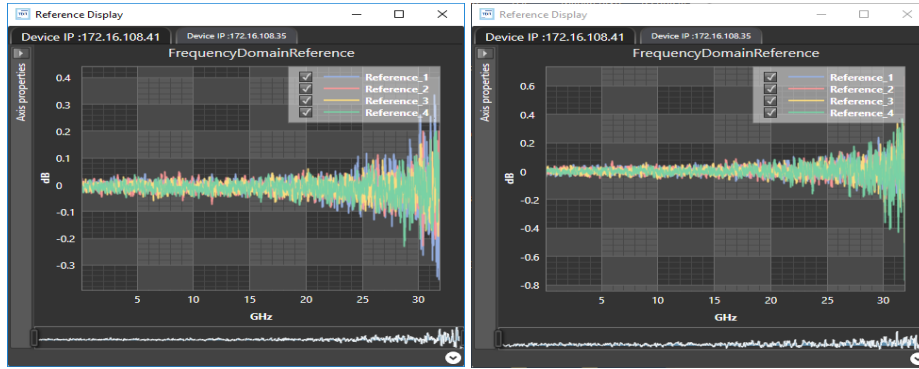 Reference Display
Device IP :172.16.108.41
Device IP :172.16.108.35
FrequencyDomainReference
Axis properties
dB
0.4
0.3
0.2
0.1
0
-0.1
-0.2
-0.3
Reference_1
Reference_2
Reference_3
Reference_4
5
10
15
20
25
30
GHz
Reference Display
Device IP :172.16.108.41
Device IP :172.16.108.35
FrequencyDomainReference
Axis properties
dB
0.6
0.4
0.2
0
-0.2
-0.4
-0.6
-0.8
Reference_1
Reference_2
Reference_3
Reference_4
5
10
15
20
25
30
GHz